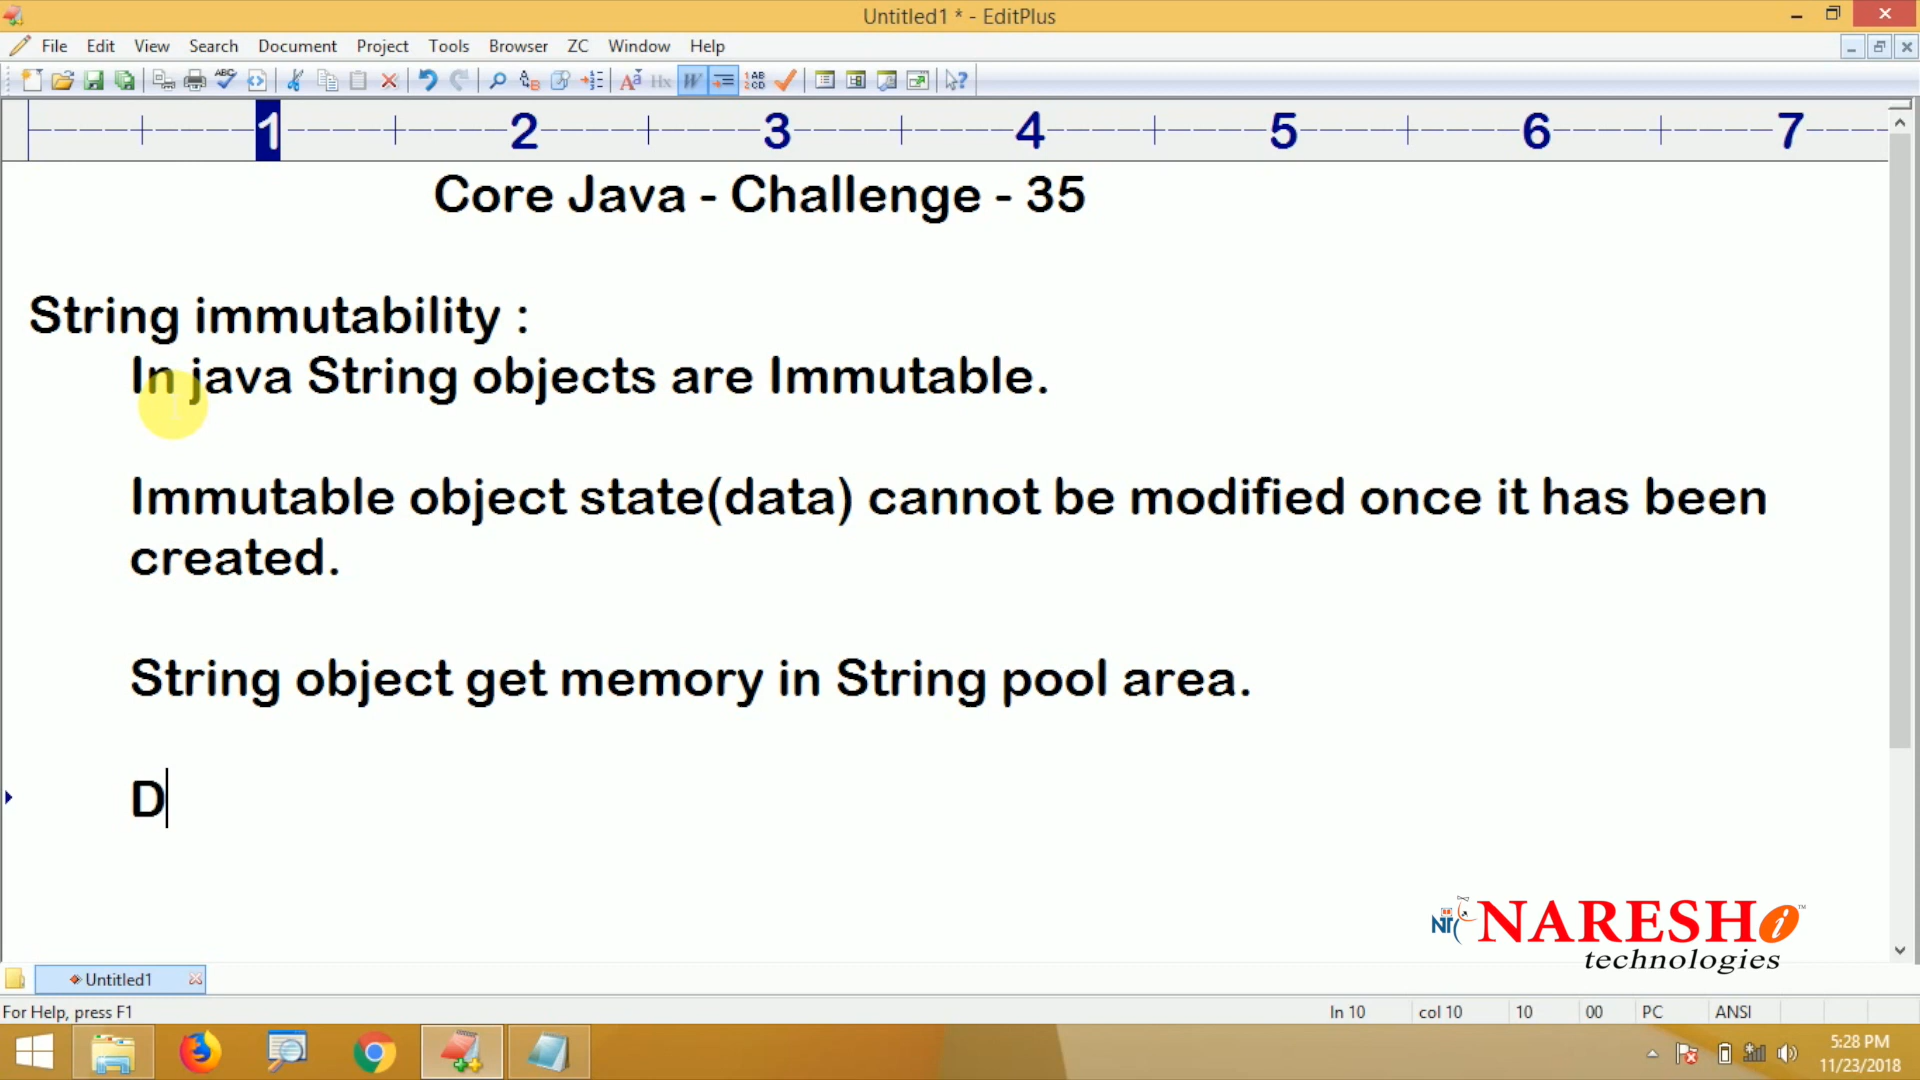 Untitled1 * - EditPlus
File Edit View Search Document Project Tools Browser ZC Window Help
1 2 3 4 5 6 7
Core Java - Challenge - 35
String immutability :
In java String objects are Immutable.
Immutable object state(data) cannot be modified once it has been
created.
String object get memory in String pool area.
D
NARESH i
technologies
Untitled1
For Help, press F1 ln 10 col 10 10 00 PC ANSI
5:28 PM
11/23/2018